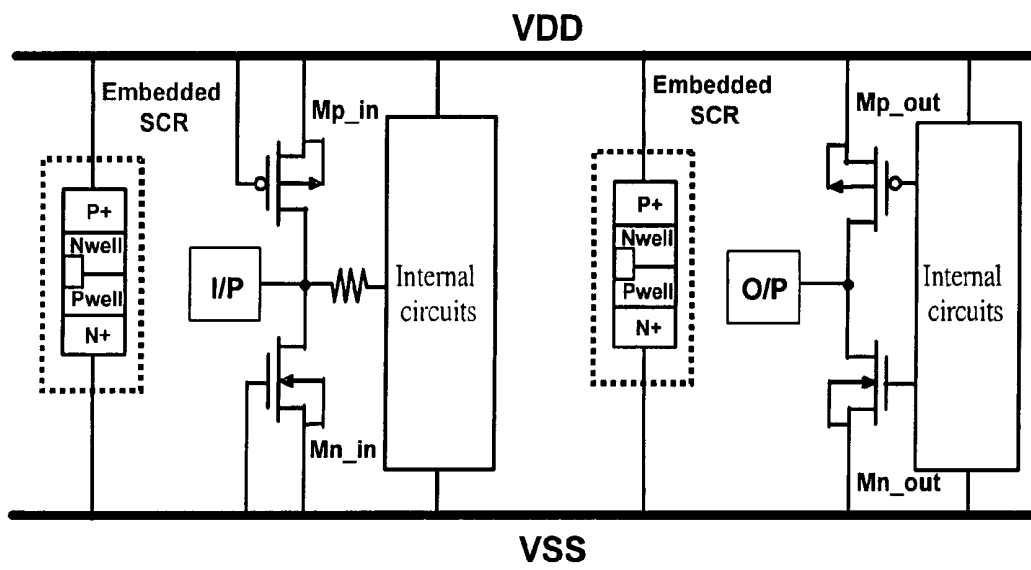 VDD
Embedded
SCR
P+
Nwell
Pwell
N+
Mp_in
I/P
Mn_in
Internal
circuits
Embedded
SCR
P+
Nwell
Pwell
N+
Mp_out
O/P
Mn_out
Internal
circuits
VSS